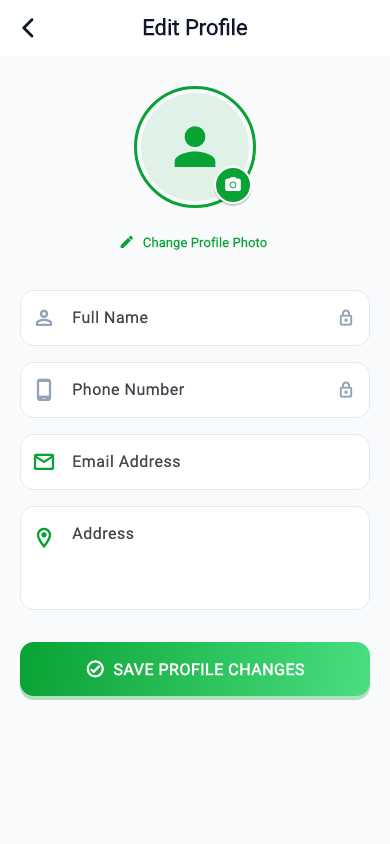 Edit Profile
Change Profile Photo
Full Name
Phone Number
Email Address
Address
SAVE PROFILE CHANGES